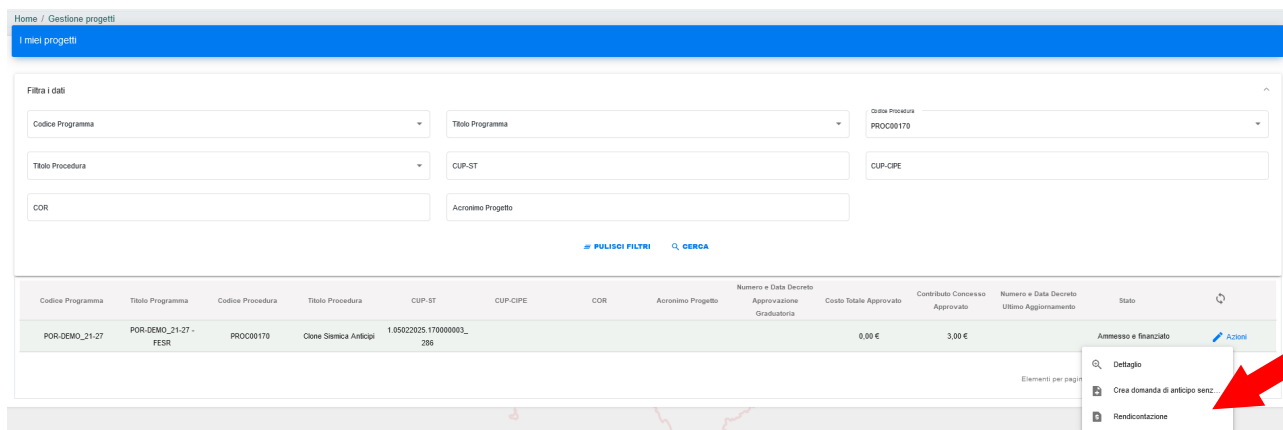 Home / Gestione progetti
I miei progetti
Filtra i dati
Codice Programma
Titolo Programma
Codice Procedura
PROC00170
Titolo Procedura
CUP-ST
CUP-CIPE
COR
Acronimo Progetto
PULISCI FILTRI CERCA
Codice Programma Titolo Programma Codice Procedura Titolo Procedura CUP-ST CUP-CIPE COR Acronimo Progetto Numero e Data Decreto Approvazione Graduatoria Costo Totale Approvato Contributo Concesso Approvato Numero e Data Decreto Ultimo Aggiornamento Stato
POR-DEMO_21-27 POR-DEMO_21-27 - FESR PROC00170 Clone Sismica Anticipi 1.05022025.170000003_286 0,00 € 3,00 € Ammesso e finanziato Azioni
Elementi per pagin
Dettaglio
Crea domanda di anticipo senz...
Rendicontazione